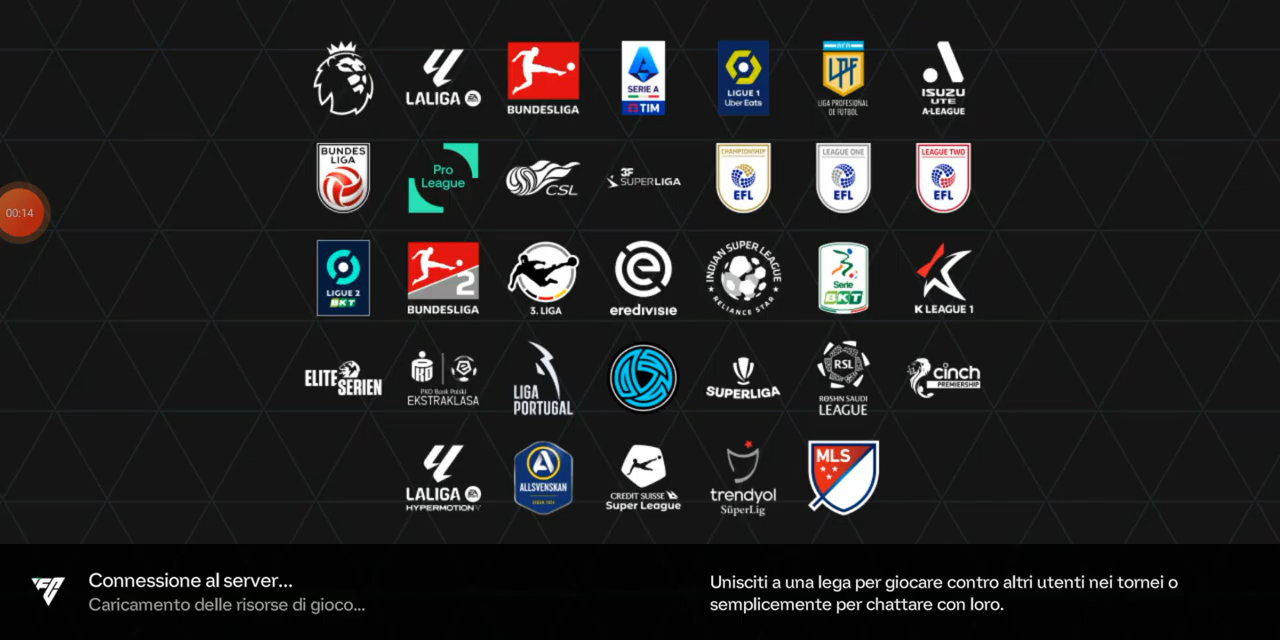 LALIGA EA
BUNDESLIGA
SERIE A
TIM
LIGUE 1
Uber Eats
AFA
LPF
LIGA PROFESIONAL
DE FÚTBOL
ISUZU
UTE
A-LEAGUE
BUNDES
LIGA
Pro
League
CSL
3F
SUPERLIGA
CHAMPIONSHIP
EFL
LEAGUE ONE
EFL
LEAGUE TWO
EFL
00:14
LIGUE 2
BKT
2
BUNDESLIGA
3. LIGA
e
eredivisie
INDIAN SUPER LEAGUE
RELIANCE STAR
Serie
BKT
K LEAGUE 1
ELITE
SERIEN
PKO Bank Polski
EKSTRAKLASA
LIGA
PORTUGAL
SUPERLIGA
RSL
ROSHN SAUDI
LEAGUE
cinch
PREMIERSHIP
LALIGA EA
HYPERMOTION
ALLSVENSKAN
CREDIT SUISSE
Super League
trendyol
SüperLig
MLS
Connessione al server...
Caricamento delle risorse di gioco...
Unisciti a una lega per giocare contro altri utenti nei tornei o
semplicemente per chattare con loro.